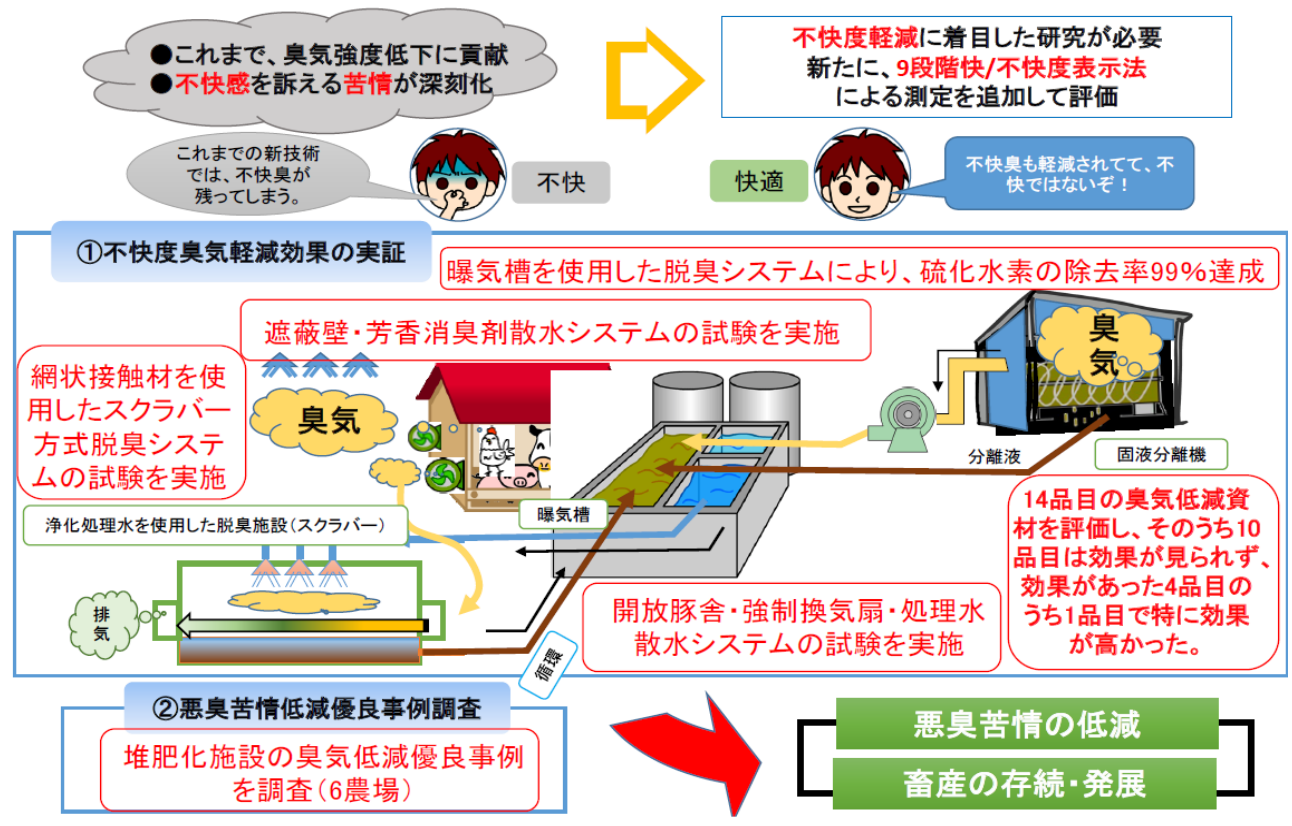 ●これまで、臭気強度低下に貢献
●不快感を訴える苦情が深刻化
不快度軽減に着目した研究が必要
新たに、9段階快/不快度表示法
による測定を追加して評価
これまでの新技術
では、不快臭が
残ってしまう。
不快
快適
不快臭も軽減されてて、不
快ではないぞ！
①不快度臭気軽減効果の実証
曝気槽を使用した脱臭システムにより、硫化水素の除去率99%達成
遮蔽壁・芳香消臭剤散水システムの試験を実施
網状接触材を使
用したスクラバー
方式脱臭システ
ムの試験を実施
臭気
臭
気
分離液
固液分離機
浄化処理水を使用した脱臭施設（スクラバー）
曝気槽
14品目の臭気低減資
材を評価し、そのうち10
品目は効果が見られず、
効果があった4品目の
うち1品目で特に効果
が高かった。
排
気
開放豚舎・強制換気扇・処理水
散水システムの試験を実施
循環
②悪臭苦情低減優良事例調査
堆肥化施設の臭気低減優良事例
を調査（6農場）
悪臭苦情の低減
畜産の存続・発展